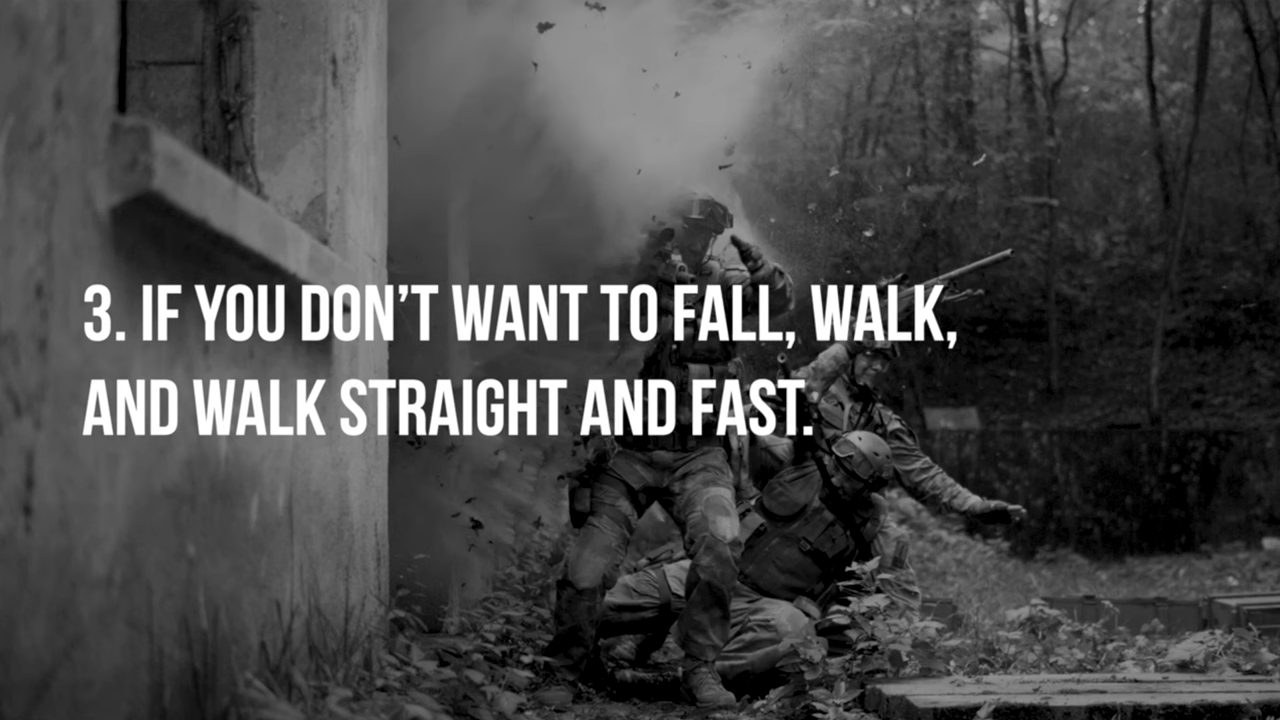 3. IF YOU DON’T WANT TO FALL, WALK,
AND WALK STRAIGHT AND FAST.